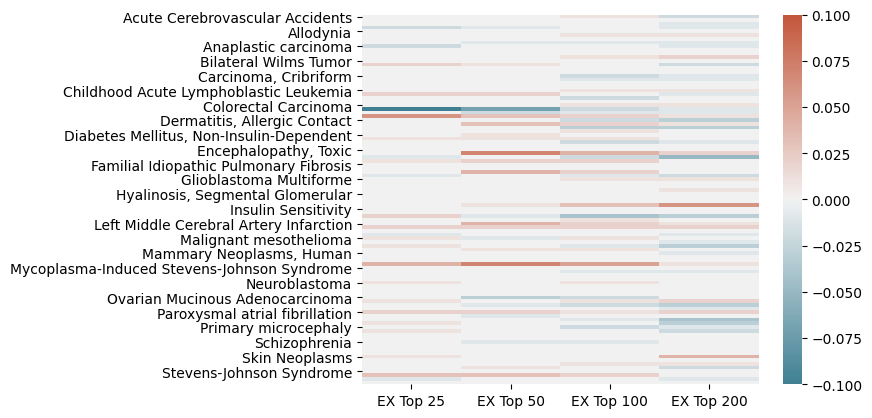 Acute Cerebrovascular Accidents
Allodynia
Anaplastic carcinoma
Bilateral Wilms Tumor
Carcinoma, Cribriform
Childhood Acute Lymphoblastic Leukemia
Colorectal Carcinoma
Dermatitis, Allergic Contact
Diabetes Mellitus, Non-Insulin-Dependent
Encephalopathy, Toxic
Familial Idiopathic Pulmonary Fibrosis
Glioblastoma Multiforme
Hyalinosis, Segmental Glomerular
Insulin Sensitivity
Left Middle Cerebral Artery Infarction
Malignant mesothelioma
Mammary Neoplasms, Human
Mycoplasma-Induced Stevens-Johnson Syndrome
Neuroblastoma
Ovarian Mucinous Adenocarcinoma
Paroxysmal atrial fibrillation
Primary microcephaly
Schizophrenia
Skin Neoplasms
Stevens-Johnson Syndrome
EX Top 25 EX Top 50 EX Top 100 EX Top 200
0.100
0.075
0.050
0.025
0.000
−0.025
−0.050
−0.075
−0.100